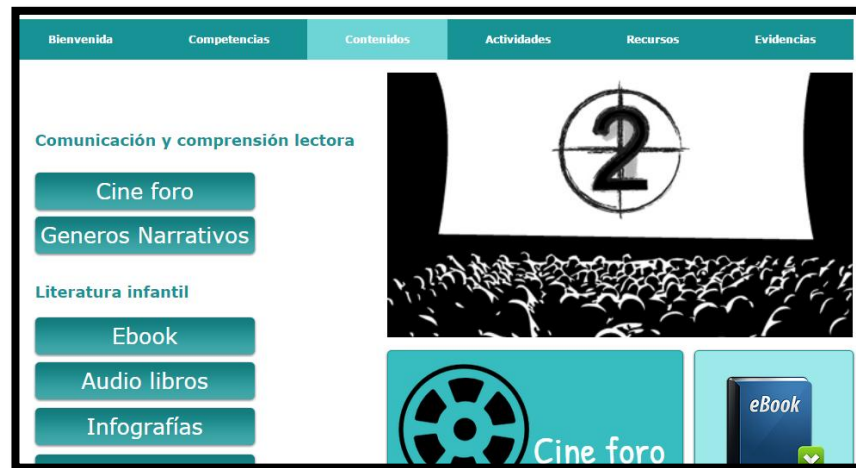 Bienvenida Competencias Contenidos Actividades Recursos Evidencias
Comunicación y comprensión lectora
Cine foro
Generos Narrativos
Literatura infantil
Ebook
Audio libros
Infografías
2
Cine foro
eBook